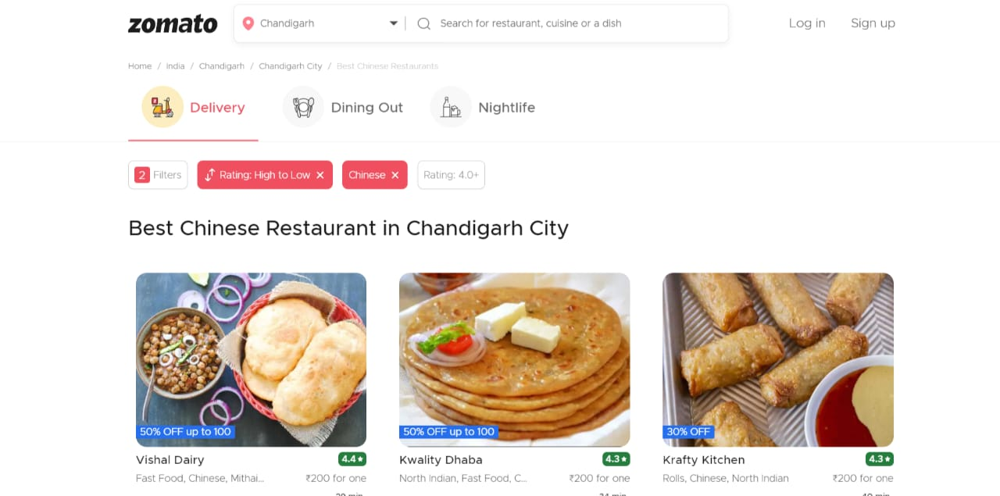 zomato
Chandigarh
Search for restaurant, cuisine or a dish
Log in
Sign up
Home / India / Chandigarh / Chandigarh City / Best Chinese Restaurants
Delivery
Dining Out
Nightlife
2 Filters
Rating: High to Low ×
Chinese ×
Rating: 4.0+
Best Chinese Restaurant in Chandigarh City
50% OFF up to 100
50% OFF up to 100
30% OFF
Vishal Dairy 4.4★
Kwality Dhaba 4.3★
Krafty Kitchen 4.3★
Fast Food, Chinese, Mithai... ₹200 for one
North Indian, Fast Food, C... ₹200 for one
Rolls, Chinese, North Indian ₹200 for one